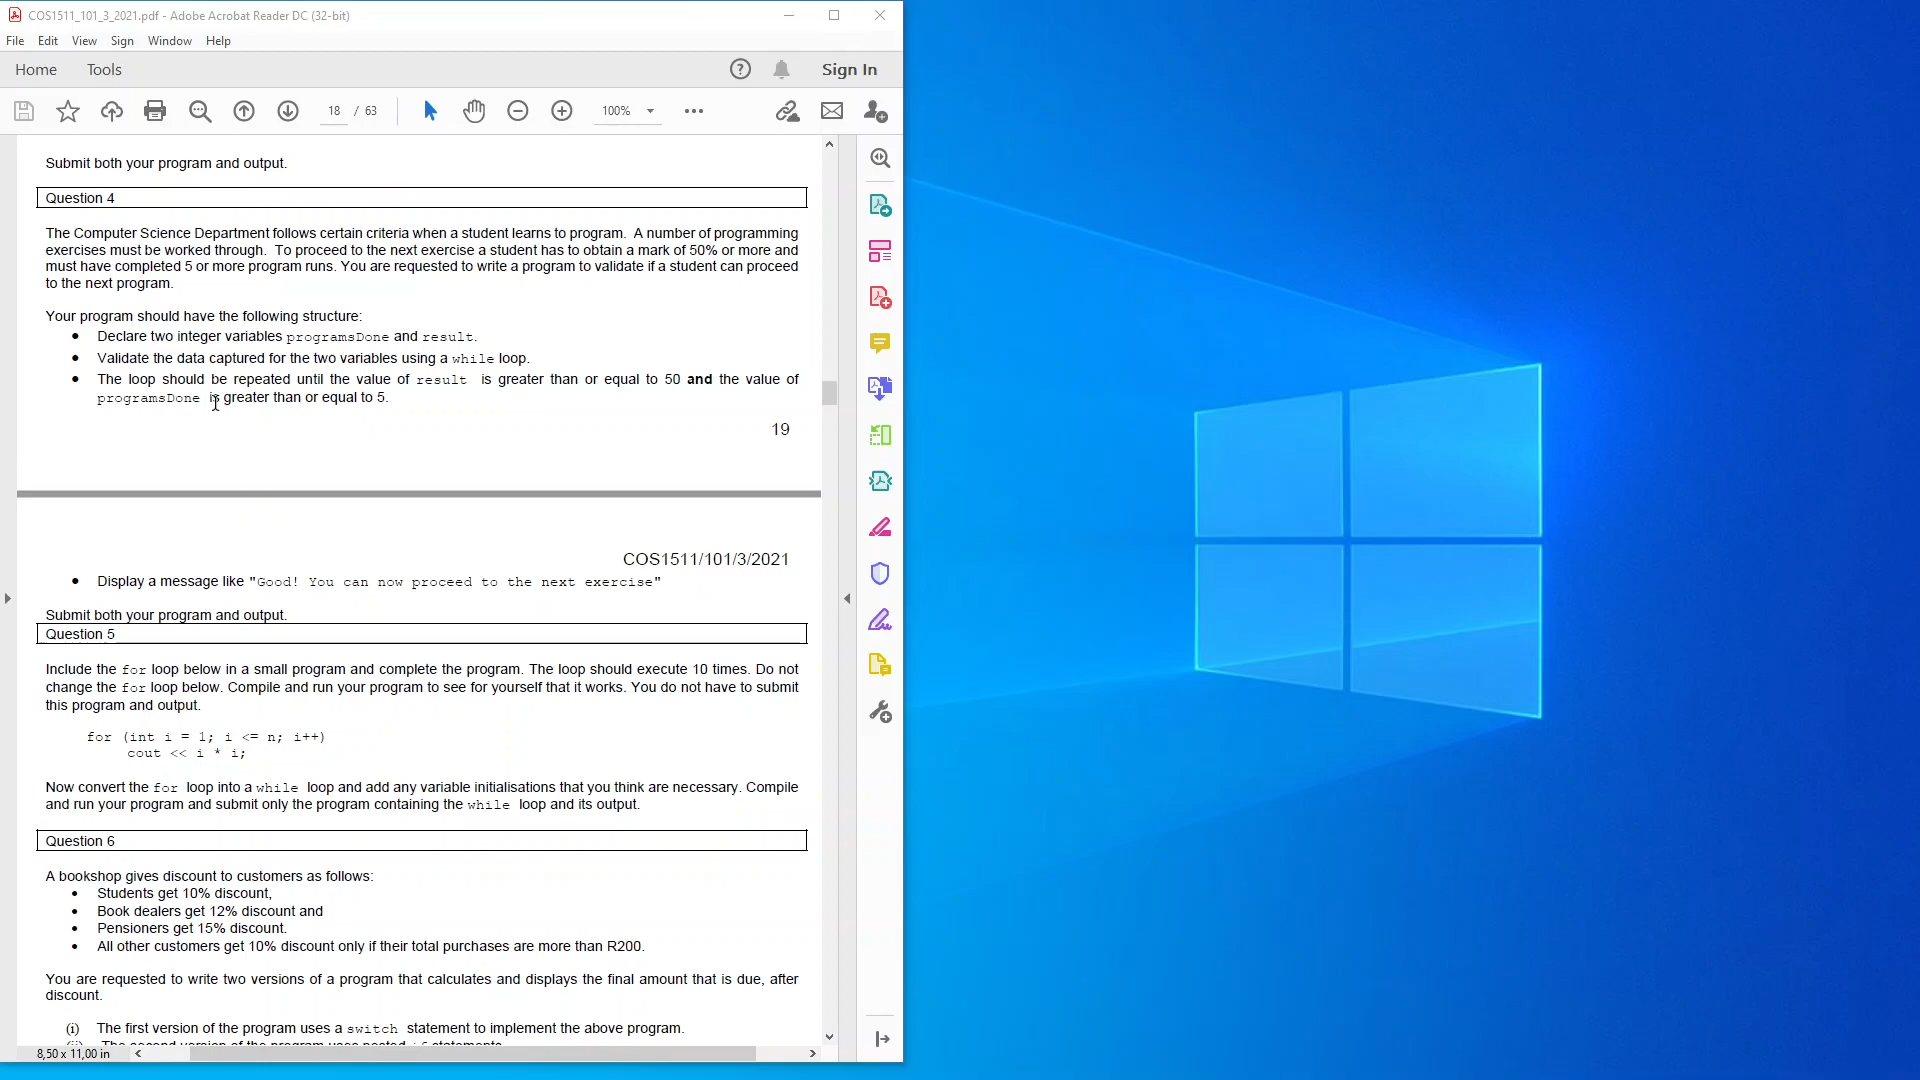 COS1511_101_3_2021.pdf - Adobe Acrobat Reader DC (32-bit)
File Edit View Sign Window Help
Home Tools Sign In
18 / 63 100%
Submit both your program and output.
Question 4
The Computer Science Department follows certain criteria when a student learns to program. A number of programming
exercises must be worked through. To proceed to the next exercise a student has to obtain a mark of 50% or more and
must have completed 5 or more program runs. You are requested to write a program to validate if a student can proceed
to the next program.
Your program should have the following structure:
• Declare two integer variables programsDone and result.
• Validate the data captured for the two variables using a while loop.
• The loop should be repeated until the value of result is greater than or equal to 50 and the value of
programsDone is greater than or equal to 5.
19
COS1511/101/3/2021
• Display a message like "Good! You can now proceed to the next exercise"
Submit both your program and output.
Question 5
Include the for loop below in a small program and complete the program. The loop should execute 10 times. Do not
change the for loop below. Compile and run your program to see for yourself that it works. You do not have to submit
this program and output.
for (int i = 1; i <= n; i++)
cout << i * i;
Now convert the for loop into a while loop and add any variable initialisations that you think are necessary. Compile
and run your program and submit only the program containing the while loop and its output.
Question 6
A bookshop gives discount to customers as follows:
• Students get 10% discount,
• Book dealers get 12% discount and
• Pensioners get 15% discount.
• All other customers get 10% discount only if their total purchases are more than R200.
You are requested to write two versions of a program that calculates and displays the final amount that is due, after
discount.
(i) The first version of the program uses a switch statement to implement the above program.
(ii) The second version of the program uses nested if statements
8,50 x 11,00 in